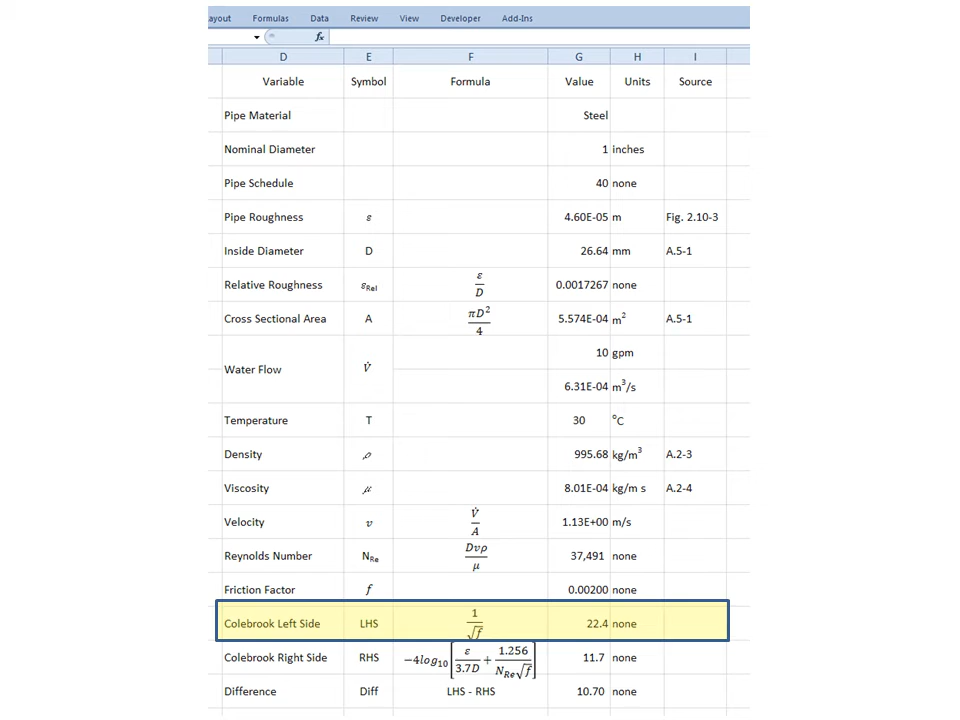 ayout Formulas Data Review View Developer Add-Ins
fx
D E F G H I
Variable Symbol Formula Value Units Source
Pipe Material Steel
Nominal Diameter 1 inches
Pipe Schedule 40 none
Pipe Roughness ε 4.60E-05 m Fig. 2.10-3
Inside Diameter D 26.64 mm A.5-1
Relative Roughness ε_Rel ε/D 0.0017267 none
Cross Sectional Area A πD²/4 5.574E-04 m² A.5-1
Water Flow V̇ 10 gpm
6.31E-04 m³/s
Temperature T 30 °C
Density ρ 995.68 kg/m³ A.2-3
Viscosity μ 8.01E-04 kg/m s A.2-4
Velocity v V̇/A 1.13E+00 m/s
Reynolds Number N_Re Dvρ/μ 37,491 none
Friction Factor f 0.00200 none
Colebrook Left Side LHS 1/√f 22.4 none
Colebrook Right Side RHS −4log₁₀[ε/3.7D + 1.256/N_Re√f] 11.7 none
Difference Diff LHS - RHS 10.70 none